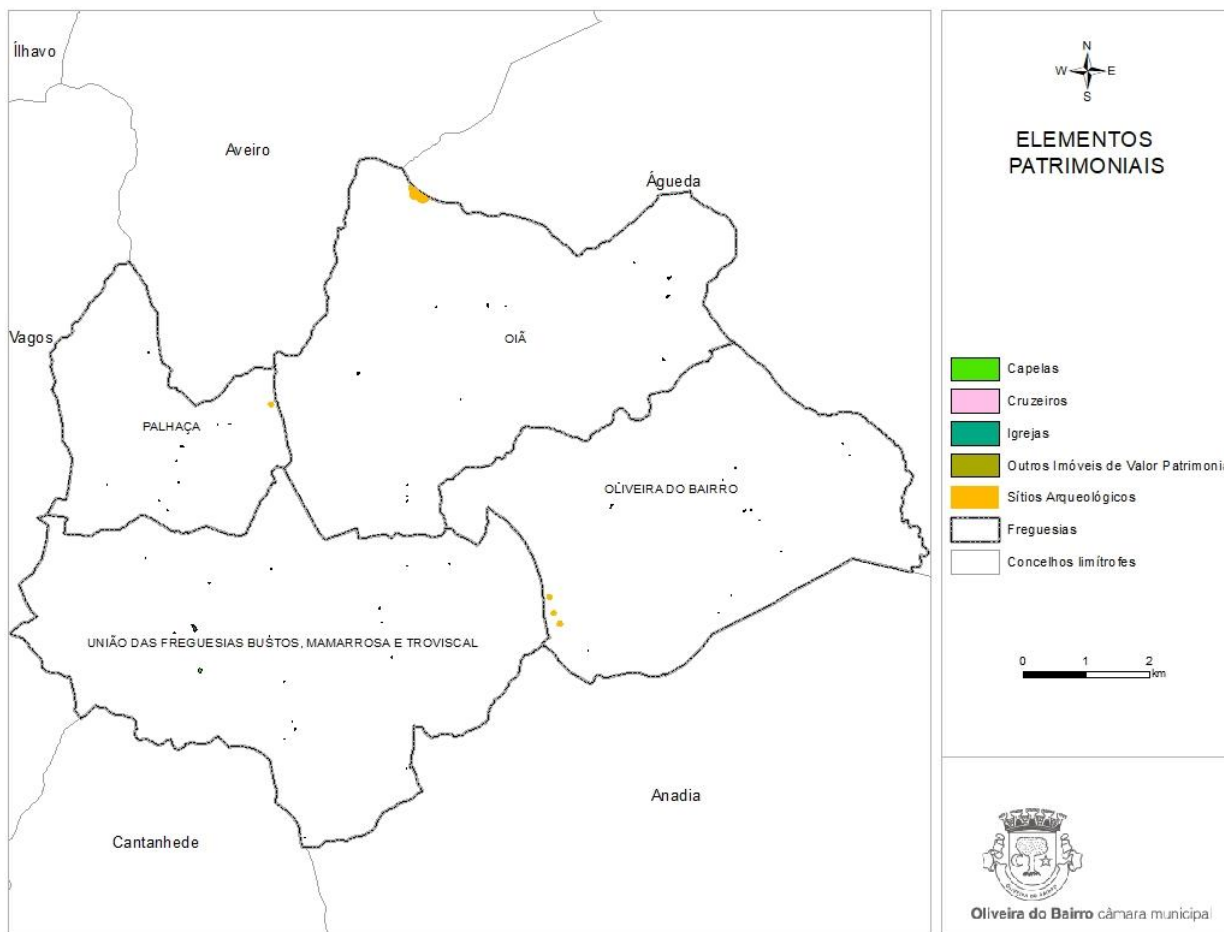 Ílhavo
Aveiro
Águeda
Vagos
OIÃ
PALHAÇA
OLIVEIRA DO BAIRRO
UNIÃO DAS FREGUESIAS BUSTOS, MAMARROSA E TROVISCAL
Anadia
Cantanhede
N
W E
S
ELEMENTOS
PATRIMONIAIS
Capelas
Cruzeiros
Igrejas
Outros Imóveis de Valor Patrimonia
Sítios Arqueológicos
Freguesias
Concelhos limítrofes
0 1 2
km
Oliveira do Bairro câmara municipal